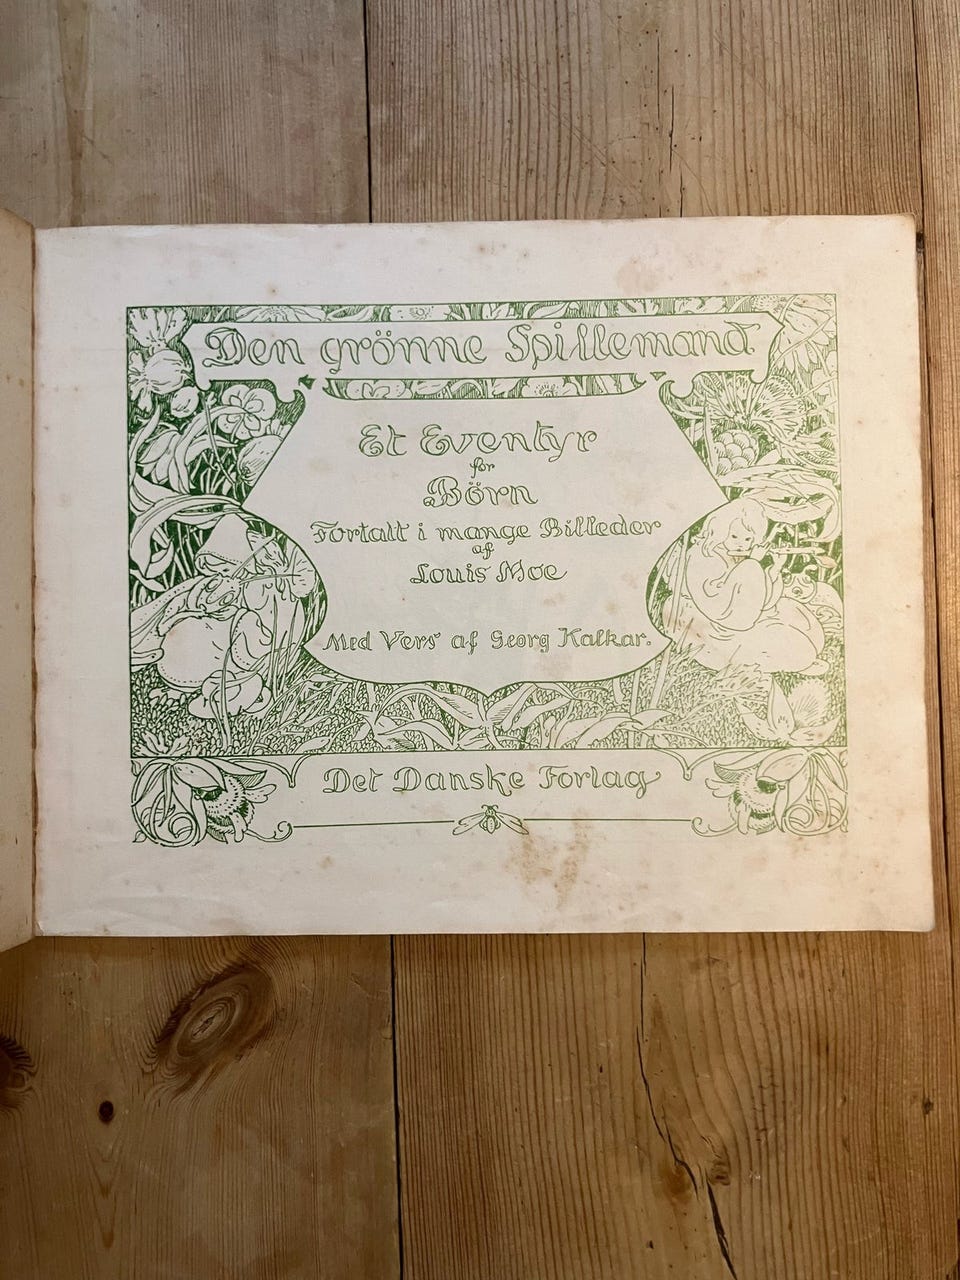 Den grönne Spillemand
Et Eventyr
for
Börn
Fortalt i mange Billeder
af
Louis Moe
Med Vers af Georg Kalkar.
Det Danske Forlag